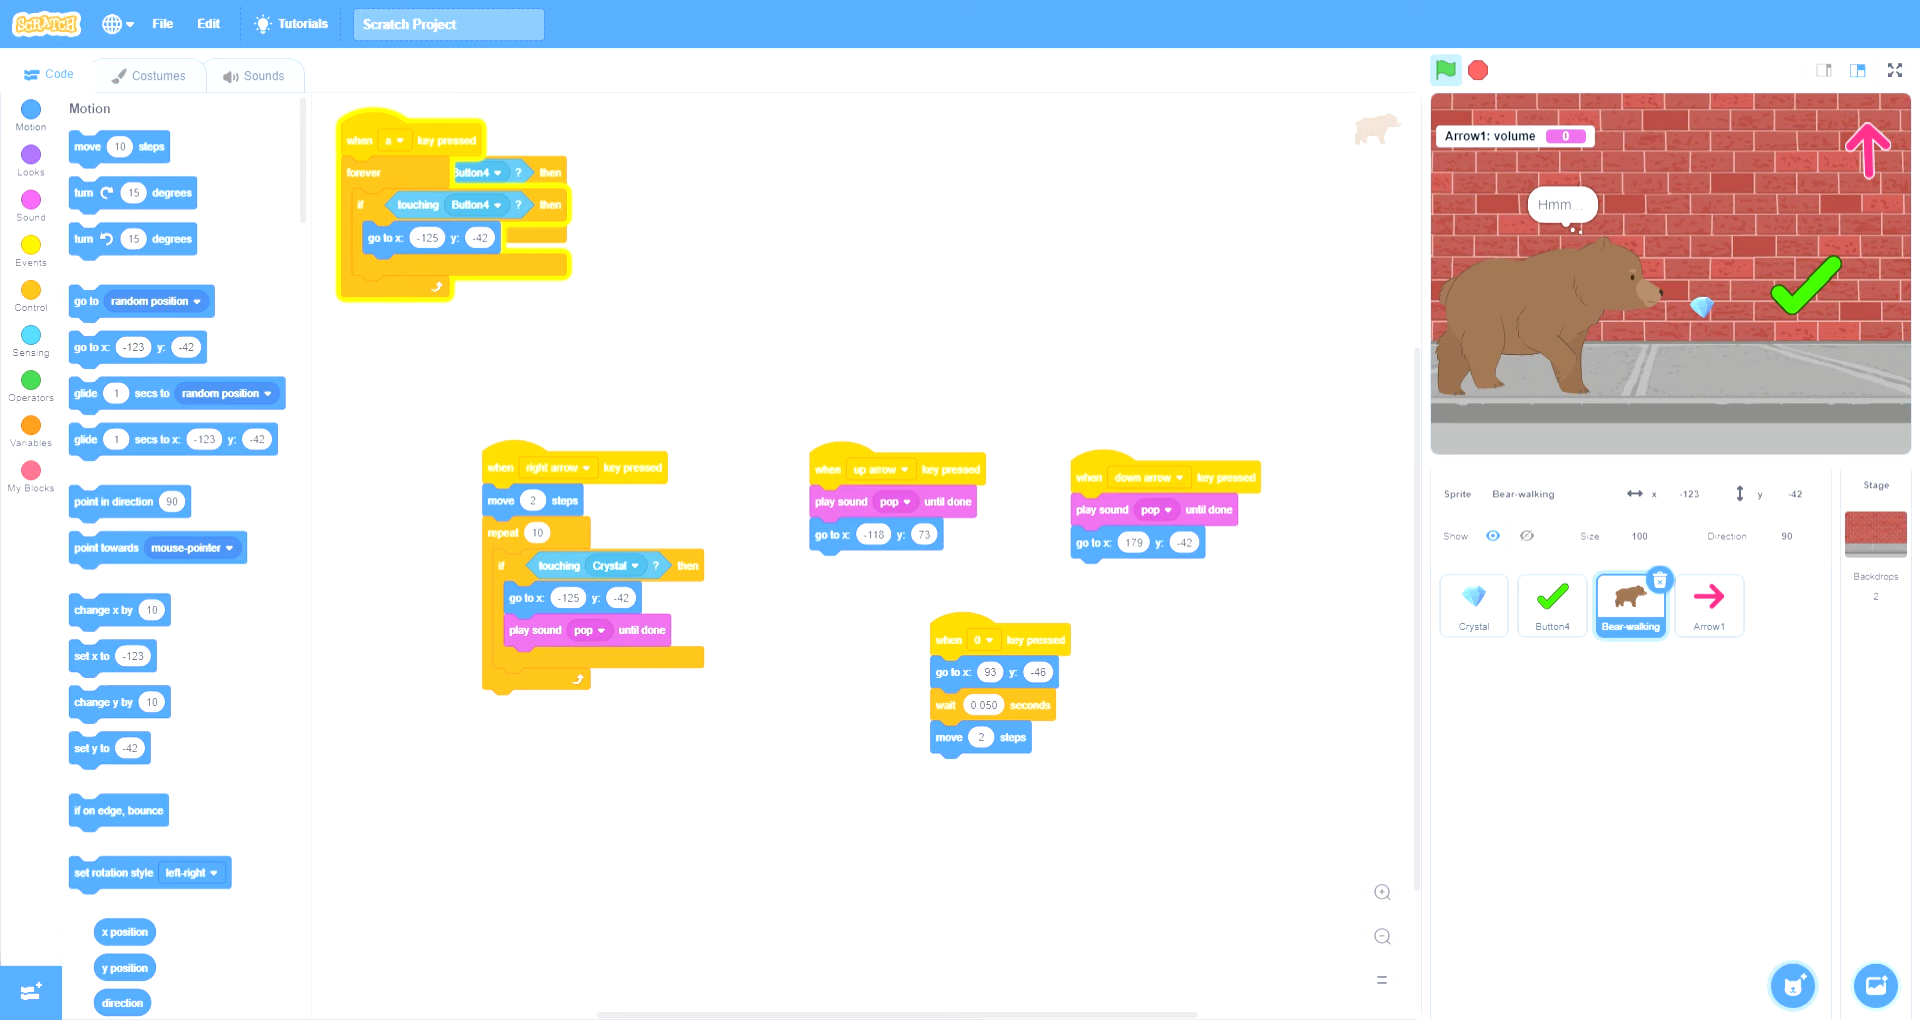 SCRATCH
File
Edit
Tutorials
Scratch Project
Code
Costumes
Sounds
Motion
Looks
Sound
Events
Control
Sensing
Operators
Variables
My Blocks
Motion
move 10 steps
turn 15 degrees
turn 15 degrees
go to random position
go to x: -123 y: -42
glide 1 secs to random position
glide 1 secs to x: -123 y: -42
point in direction 90
point towards mouse-pointer
change x by 10
set x to -123
change y by 10
set y to -42
if on edge, bounce
set rotation style left-right
x position
y position
direction
when a key pressed
forever
Button4 ? then
if touching Button4 ? then
go to x: -125 y: -42
when right arrow key pressed
move 2 steps
repeat 10
if touching Crystal ? then
go to x: -125 y: -42
play sound pop until done
when up arrow key pressed
play sound pop until done
go to x: -118 y: 73
when down arrow key pressed
play sound pop until done
go to x: 179 y: -42
when 0 key pressed
go to x: 93 y: -46
wait 0.050 seconds
move 2 steps
Arrow1: volume 0
Hmm...
Sprite Bear-walking x -123 y -42
Show Size 100 Direction 90
Crystal
Button4
Bear-walking
Arrow1
Stage
Backdrops
2